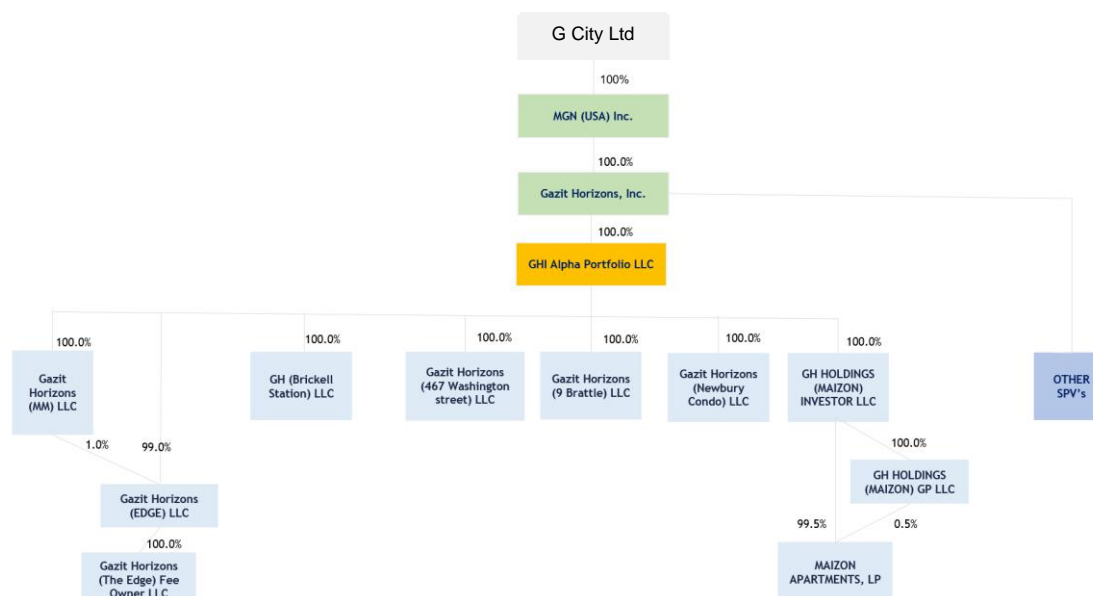 G City Ltd
100%
MGN (USA) Inc.
100.0%
Gazit Horizons, Inc.
100.0%
GHI Alpha Portfolio LLC
100.0%
100.0%
100.0%
100.0%
100.0%
100.0%
Gazit
Horizons
(MM) LLC
GH (Brickell
Station) LLC
Gazit Horizons
(467 Washington
street) LLC
Gazit Horizons
(9 Brattle) LLC
Gazit Horizons
(Newbury
Condo) LLC
GH HOLDINGS
(MAIZON)
INVESTOR LLC
OTHER
SPV's
1.0%
99.0%
100.0%
Gazit Horizons
(EDGE) LLC
GH HOLDINGS
(MAIZON) GP LLC
100.0%
99.5%
0.5%
Gazit Horizons
(The Edge) Fee
Owner LLC
MAIZON
APARTMENTS, LP